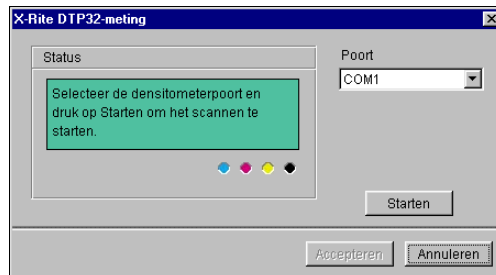 X-Rite DTP32-meting
Status
Selecteer de densitometerpoort en
druk op Starten om het scannen te
starten.
Poort
COM1
Starten
Accepteren
Annuleren